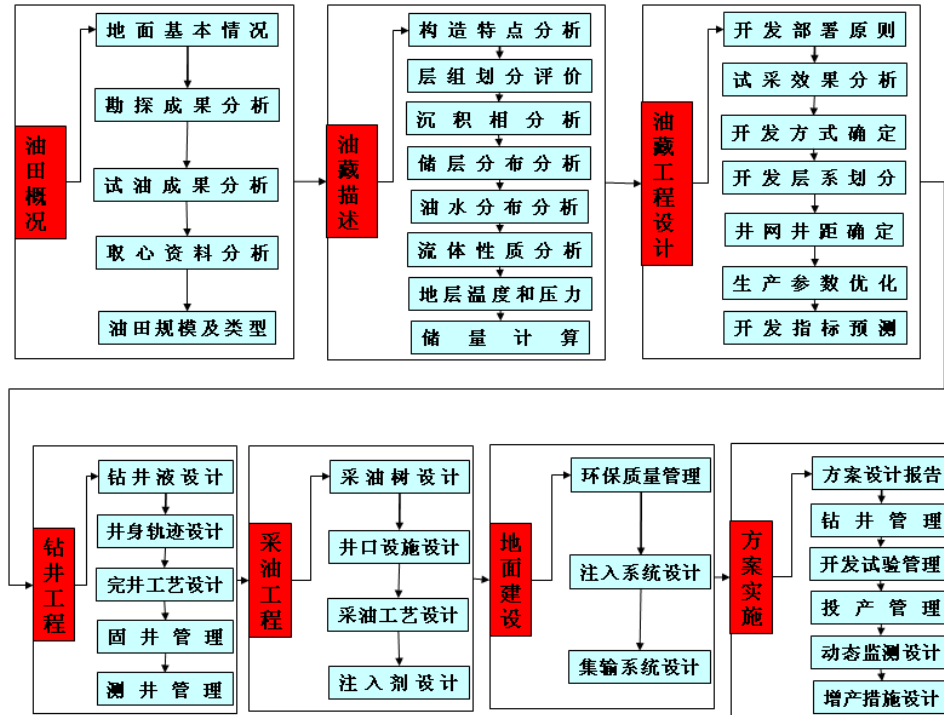 油田概况
地面基本情况
勘探成果分析
试油成果分析
取心资料分析
油田规模及类型
油藏描述
构造特点分析
层组划分评价
沉积相分析
储层分布分析
油水分布分析
流体性质分析
地层温度和压力
储量计算
油藏工程设计
开发部署原则
试采效果分析
开发方式确定
开发层系划分
井网井距确定
生产参数优化
开发指标预测
钻井工程
钻井液设计
井身轨迹设计
完井工艺设计
固井管理
测井管理
采油工程
采油树设计
井口设施设计
采油工艺设计
注入剂设计
地面建设
环保质量管理
注入系统设计
集输系统设计
方案实施
方案设计报告
钻井管理
开发试验管理
投产管理
动态监测设计
增产措施设计